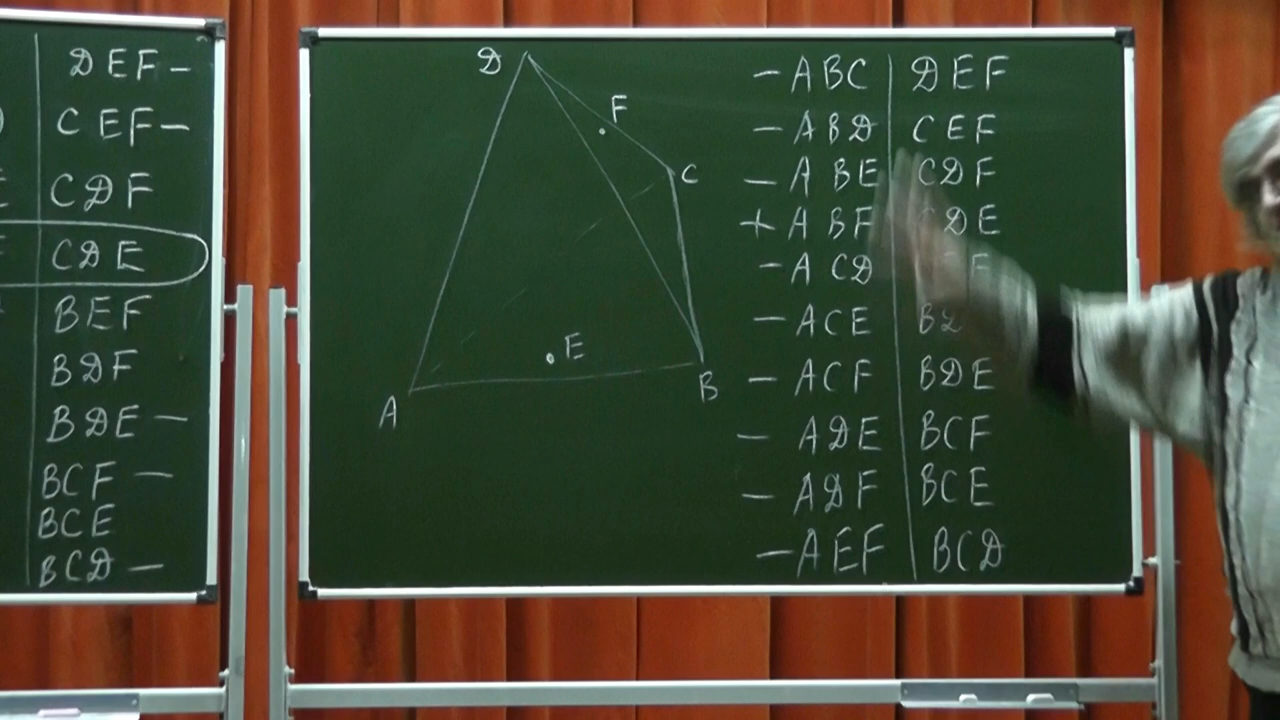 DEF -
CEF -
CDF
CDE
BEF
BDF
BDE -
BCF -
BCE
BCD -
D
F
C
E
A
B
- ABC | DEF
- ABD | CEF
- ABE | CDF
+ ABF | CDE
- ACD
- ACE
- ACF | BDE
- ADE | BCF
- ADF | BCE
- AEF | BCD